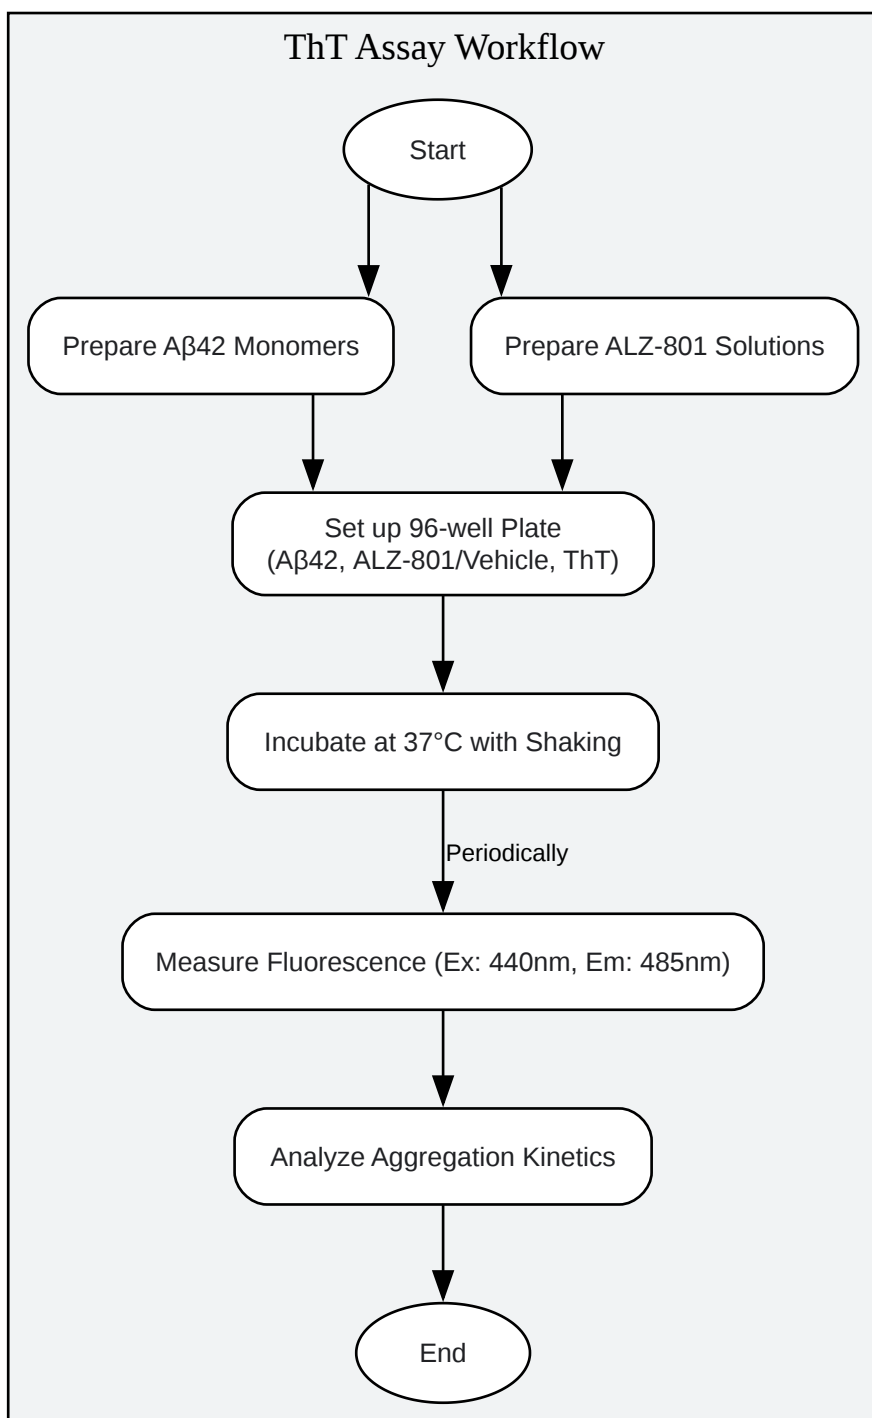 ThT Assay Workflow
Start
Prepare Aβ42 Monomers
Prepare ALZ-801 Solutions
Set up 96-well Plate
(Aβ42, ALZ-801/Vehicle, ThT)
Incubate at 37°C with Shaking
Periodically
Measure Fluorescence (Ex: 440nm, Em: 485nm)
Analyze Aggregation Kinetics
End